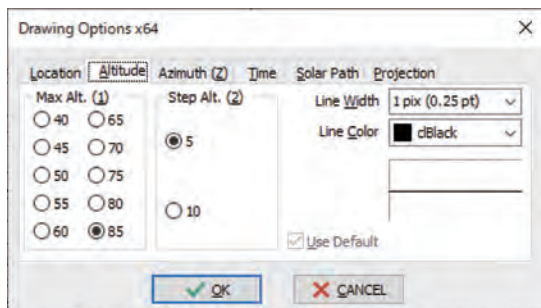 Drawing Options x64
Location Altitude Azimuth (Z) Time Solar Path Projection
Max Alt. (1)
40 65
45 70
50 75
55 80
60 85
Step Alt. (2)
5
10
Line Width 1 pix (0.25 pt)
Line Color clBlack
Use Default
OK CANCEL